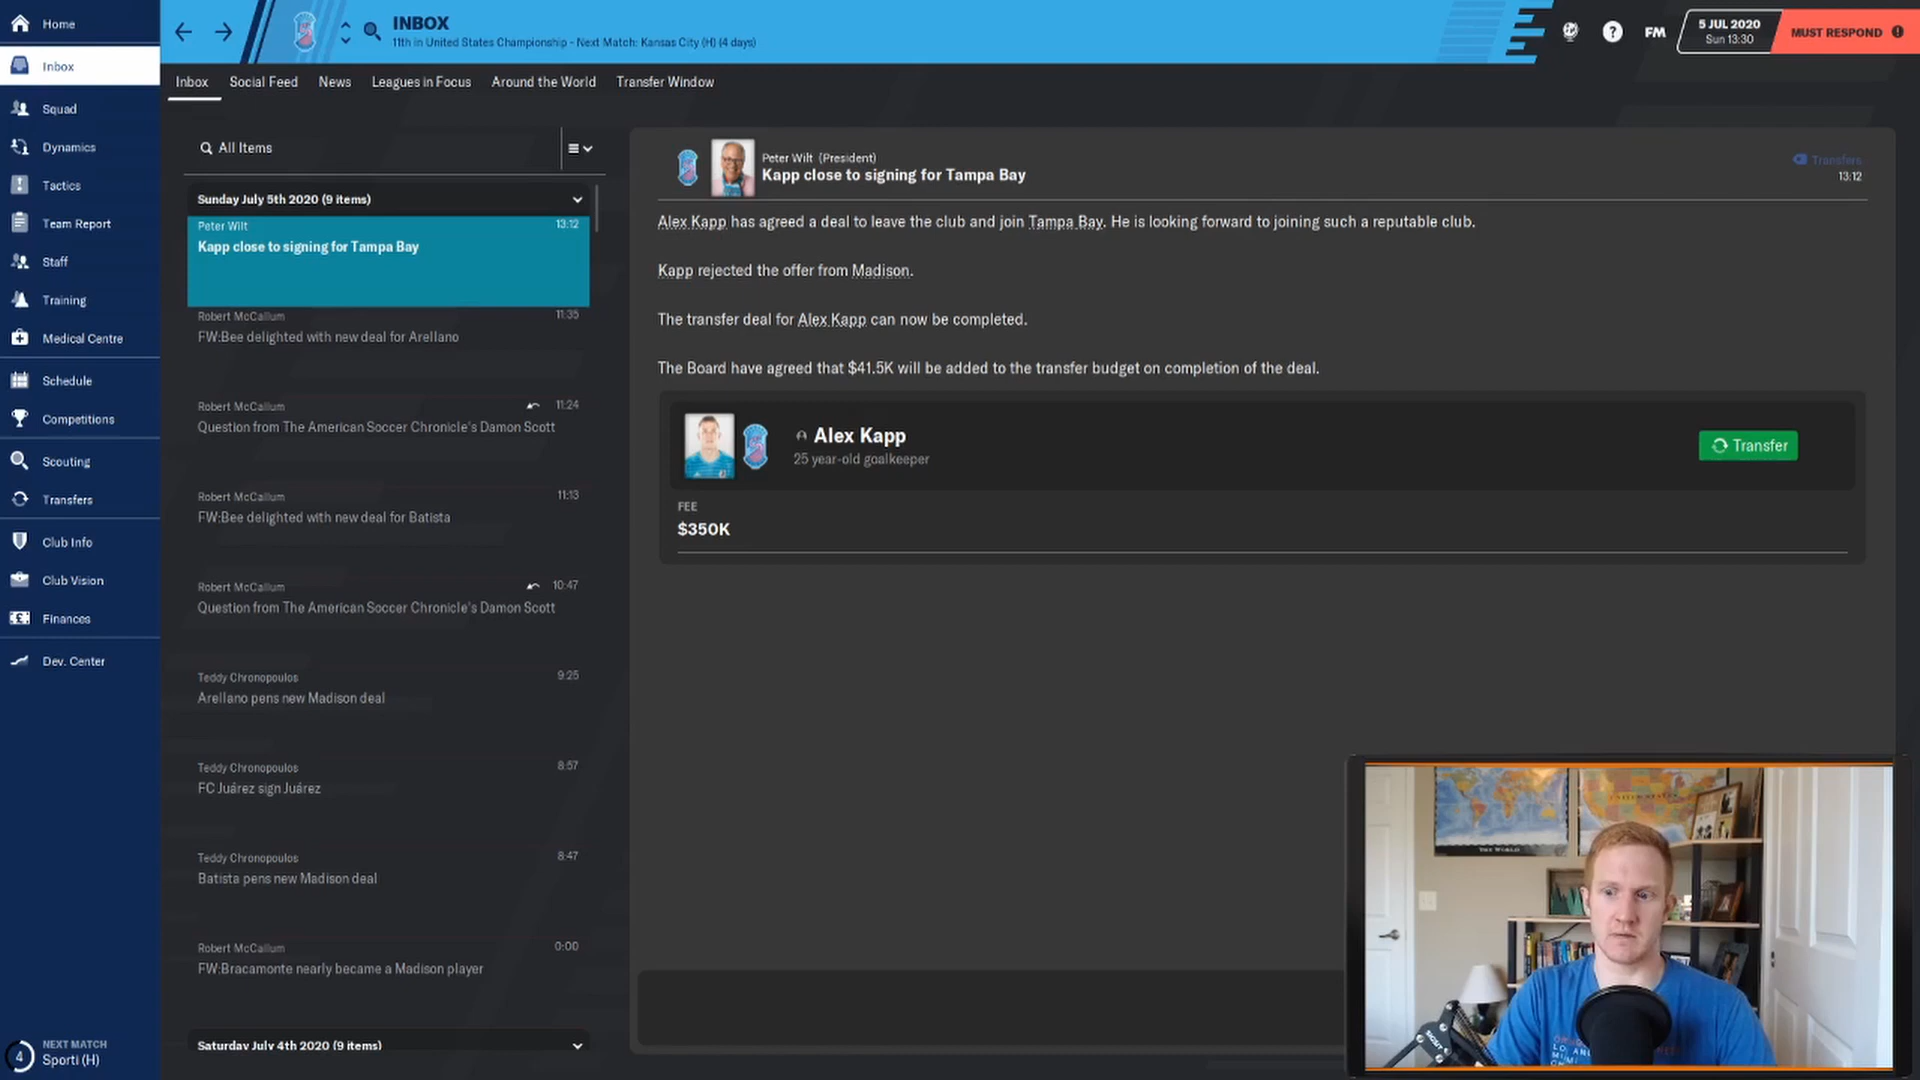 Home
Inbox
Squad
Dynamics
Tactics
Team Report
Staff
Training
Medical Centre
Schedule
Competitions
Scouting
Transfers
Club Info
Club Vision
Finances
Dev. Center
4
NEXT MATCH
Sporti (H)
INBOX
11th in United States Championship - Next Match: Kansas City (H) (4 days)
FM
5 JUL 2020
Sun 13:30
MUST RESPOND
Inbox Social Feed News Leagues in Focus Around the World Transfer Window
All Items
Sunday July 5th 2020 (9 items)
Peter Wilt 13:12
Kapp close to signing for Tampa Bay
Robert McCallum 11:35
FW:Bee delighted with new deal for Arellano
Robert McCallum 11:24
Question from The American Soccer Chronicle's Damon Scott
Robert McCallum 11:13
FW:Bee delighted with new deal for Batista
Robert McCallum 10:47
Question from The American Soccer Chronicle's Damon Scott
Teddy Chronopoulos 9:25
Arellano pens new Madison deal
Teddy Chronopoulos 8:57
FC Juárez sign Juárez
Teddy Chronopoulos 8:47
Batista pens new Madison deal
Robert McCallum 0:00
FW:Bracamonte nearly became a Madison player
Saturday July 4th 2020 (9 items)
Peter Wilt (President)
Kapp close to signing for Tampa Bay
Transfers
13:12
Alex Kapp has agreed a deal to leave the club and join Tampa Bay. He is looking forward to joining such a reputable club.
Kapp rejected the offer from Madison.
The transfer deal for Alex Kapp can now be completed.
The Board have agreed that $41.5K will be added to the transfer budget on completion of the deal.
Alex Kapp
25 year-old goalkeeper
Transfer
FEE
$350K
THE WORLD